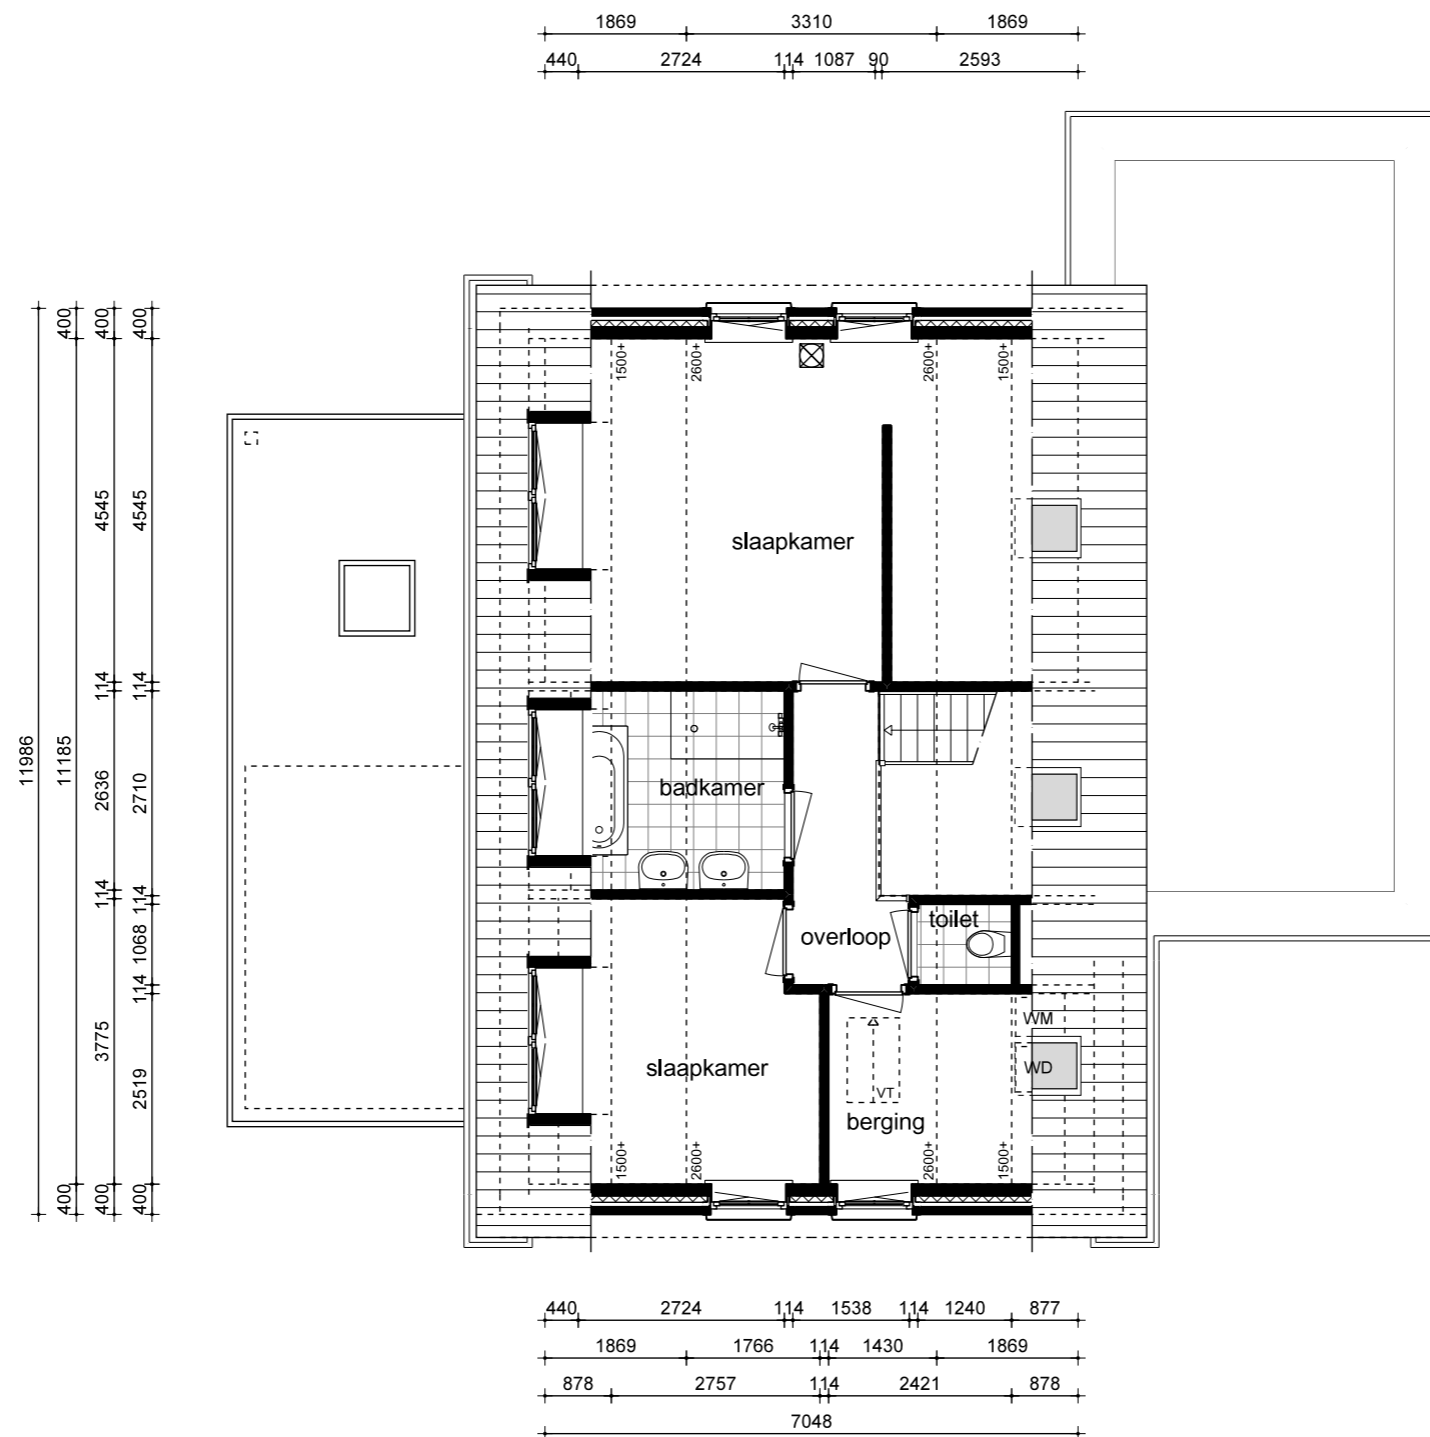 1869 3310 1869
440 2724 114 1087 90 2593
1500+ 2600+ 2600+ 1500+
400 400 400
4545 4545
slaapkamer
114 114
11986 11185 2636 2710
badkamer
114 114
toilet
overloop
1068
114
WM
3775
slaapkamer
WD
2519
VT
berging
1500+ 2600+ 2600+ 1500+
400 400 400
440 2724 114 1538 114 1240 877
1869 1766 114 1430 1869
878 2757 114 2421 878
7048